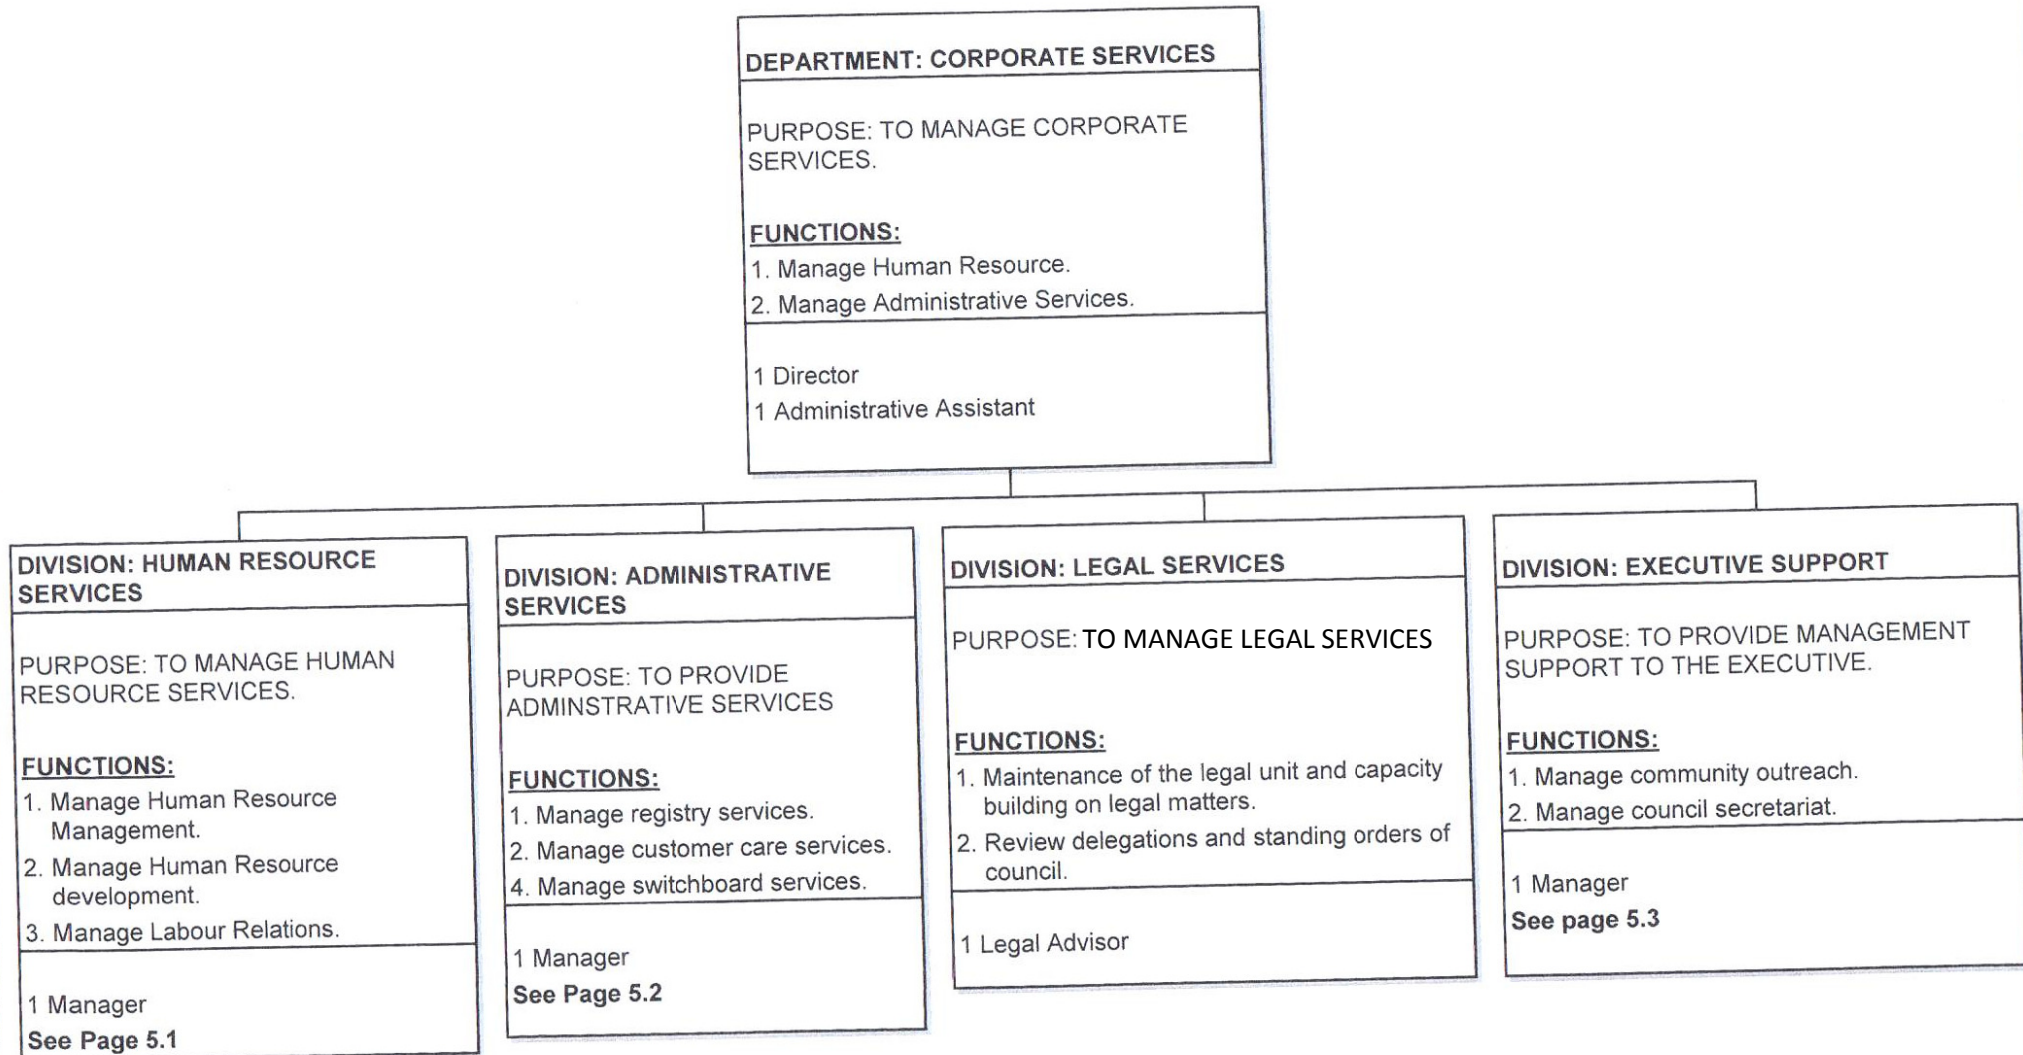 DEPARTMENT: CORPORATE SERVICES
PURPOSE: TO MANAGE CORPORATE
SERVICES.
FUNCTIONS:
1. Manage Human Resource.
2. Manage Administrative Services.
1 Director
1 Administrative Assistant
DIVISION: HUMAN RESOURCE
SERVICES
PURPOSE: TO MANAGE HUMAN
RESOURCE SERVICES.
FUNCTIONS:
1. Manage Human Resource
Management.
2. Manage Human Resource
development.
3. Manage Labour Relations.
1 Manager
See Page 5.1
DIVISION: ADMINISTRATIVE
SERVICES
PURPOSE: TO PROVIDE
ADMINSTRATIVE SERVICES
FUNCTIONS:
1. Manage registry services.
2. Manage customer care services.
4. Manage switchboard services.
1 Manager
See Page 5.2
DIVISION: LEGAL SERVICES
PURPOSE: TO MANAGE LEGAL SERVICES
FUNCTIONS:
1. Maintenance of the legal unit and capacity
building on legal matters.
2. Review delegations and standing orders of
council.
1 Legal Advisor
DIVISION: EXECUTIVE SUPPORT
PURPOSE: TO PROVIDE MANAGEMENT
SUPPORT TO THE EXECUTIVE.
FUNCTIONS:
1. Manage community outreach.
2. Manage council secretariat.
1 Manager
See page 5.3